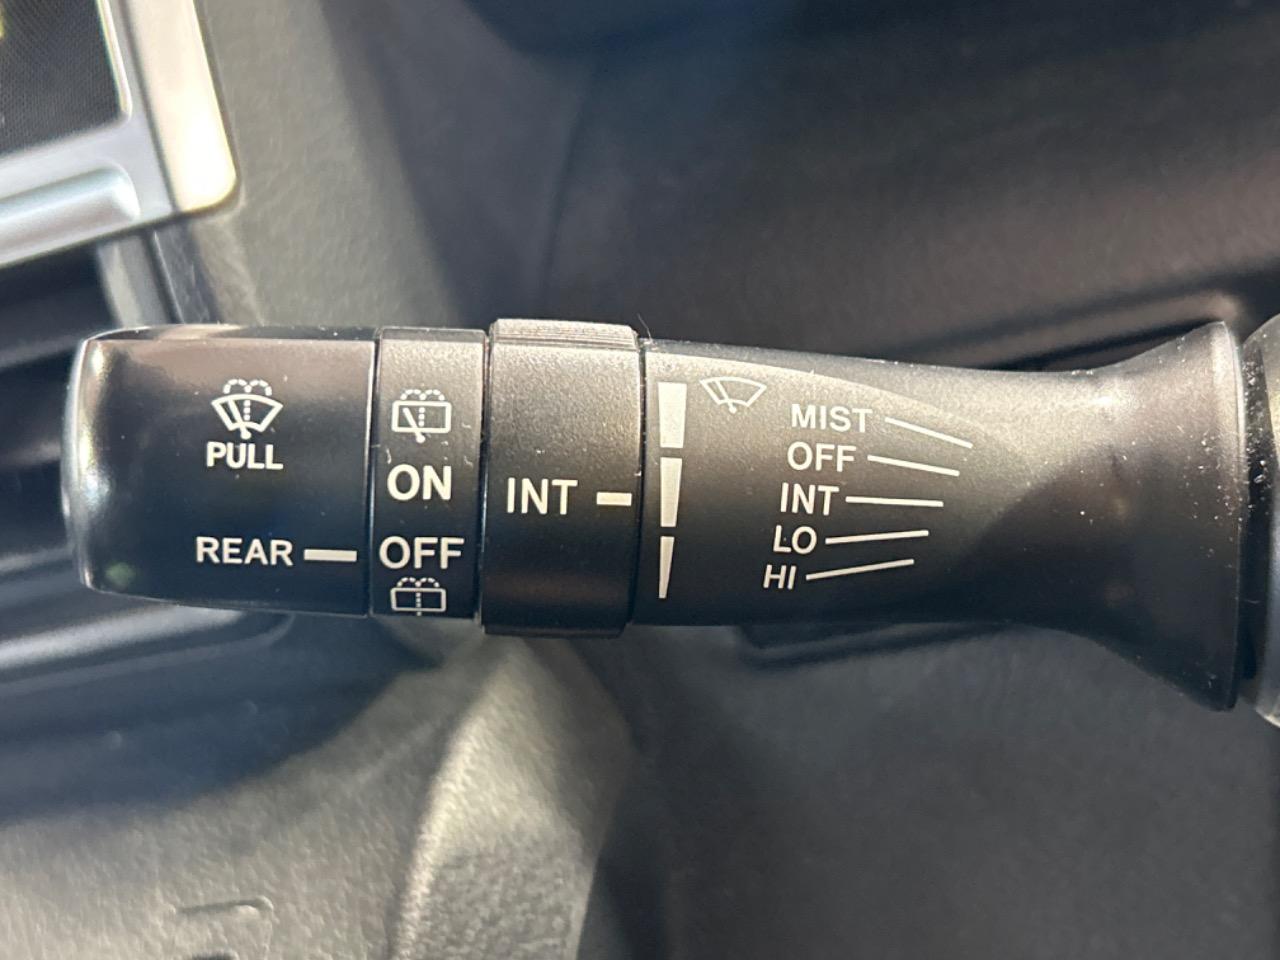 PULL
REAR
ON
OFF
INT
MIST
OFF
INT
LO
HI